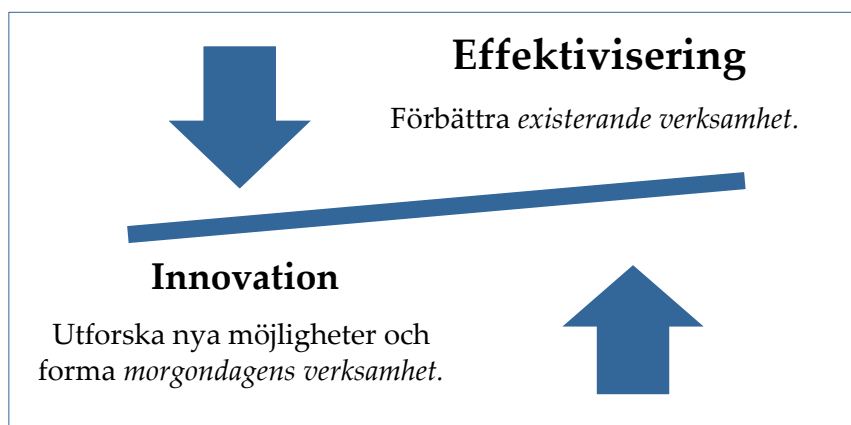 Effektivisering
Förbättra existerande verksamhet.
Innovation
Utforska nya möjligheter och
forma morgondagens verksamhet.